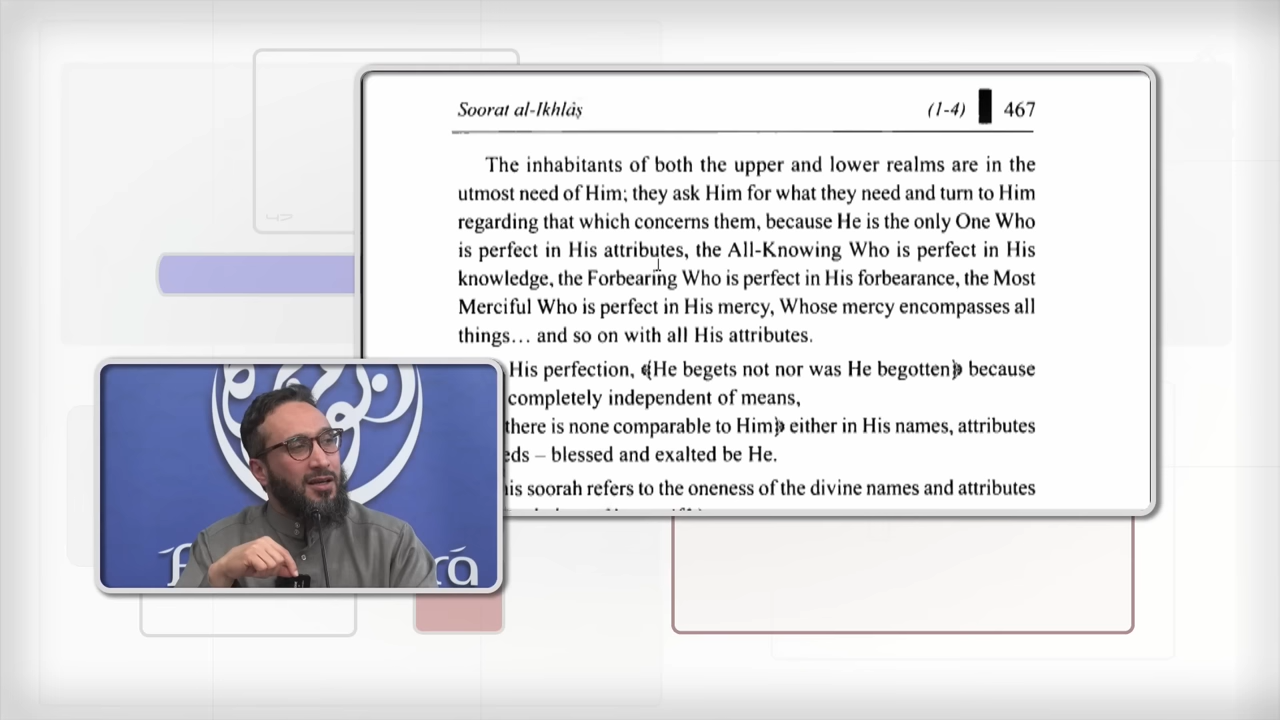 Soorat al-Ikhlâṣ (1-4) 467
The inhabitants of both the upper and lower realms are in the
utmost need of Him; they ask Him for what they need and turn to Him
regarding that which concerns them, because He is the only One Who
is perfect in His attributes, the All-Knowing Who is perfect in His
knowledge, the Forbearing Who is perfect in His forbearance, the Most
Merciful Who is perfect in His mercy, Whose mercy encompasses all
things… and so on with all His attributes.
His perfection, ﴾He begets not nor was He begotten﴿ because
completely independent of means,
there is none comparable to Him﴿ either in His names, attributes
– blessed and exalted be He.
soorah refers to the oneness of the divine names and attributes